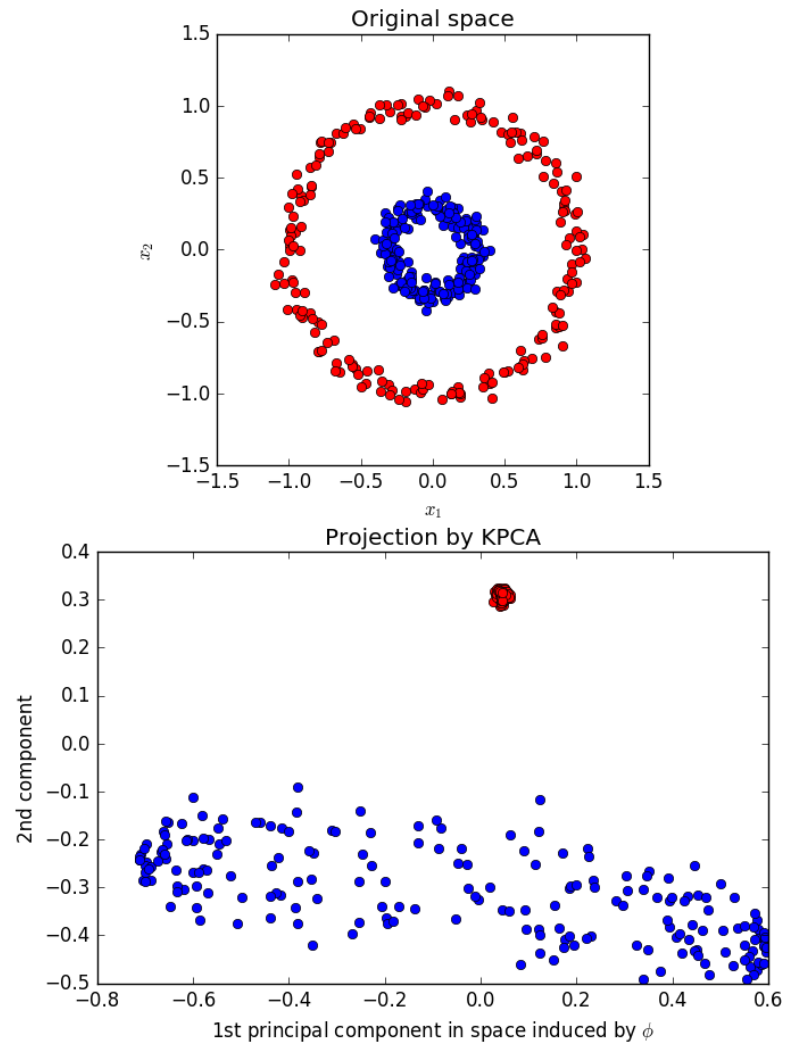 Original space
1.5
1.0
0.5
0.0
−0.5
−1.0
−1.5
x₂
−1.5 −1.0 −0.5 0.0 0.5 1.0 1.5
x₁
Projection by KPCA
0.4
0.3
0.2
0.1
0.0
−0.1
−0.2
−0.3
−0.4
−0.5
2nd component
−0.8 −0.6 −0.4 −0.2 0.0 0.2 0.4 0.6
1st principal component in space induced by ϕ